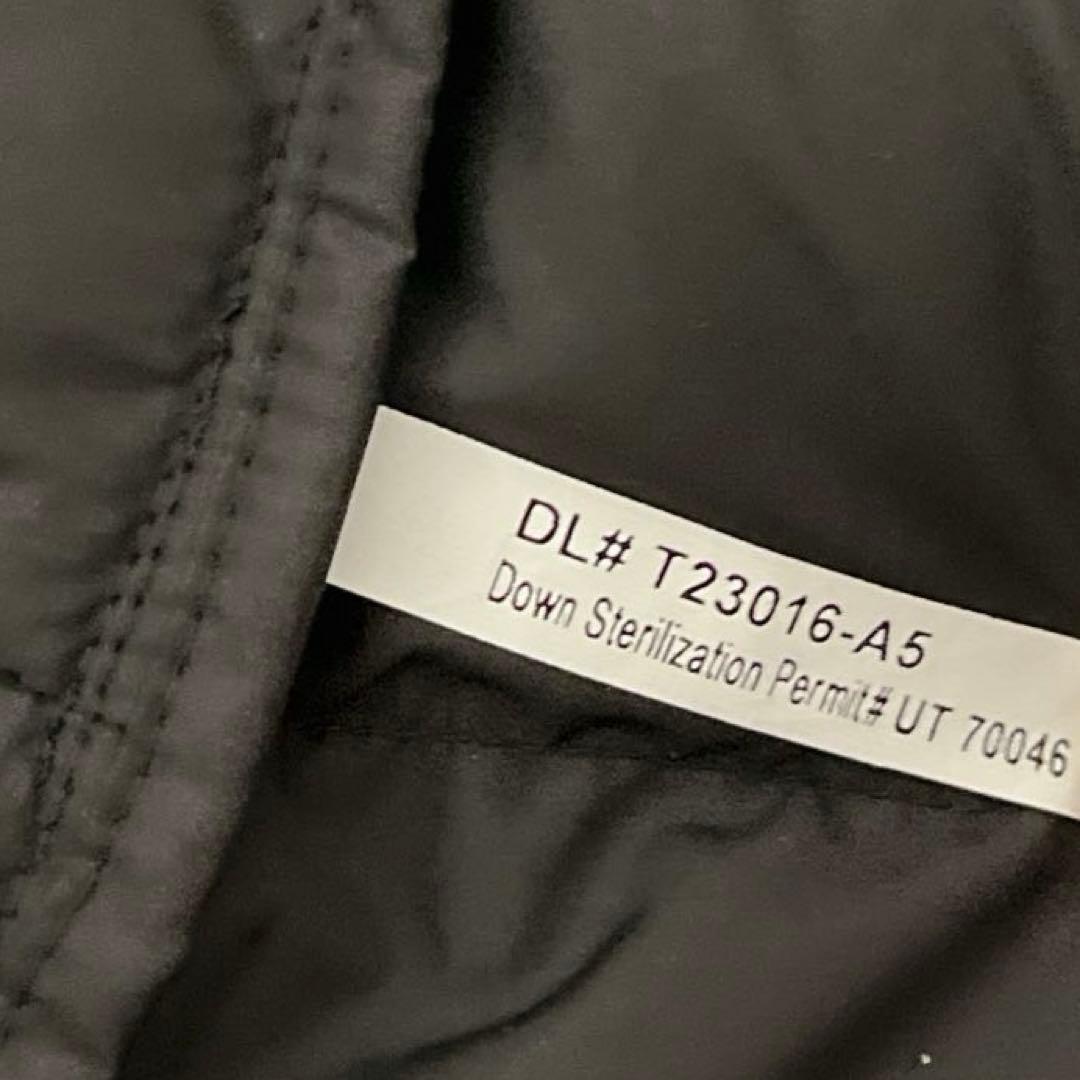 DL# T23016-A5
Down Sterilization Permit# UT 70046